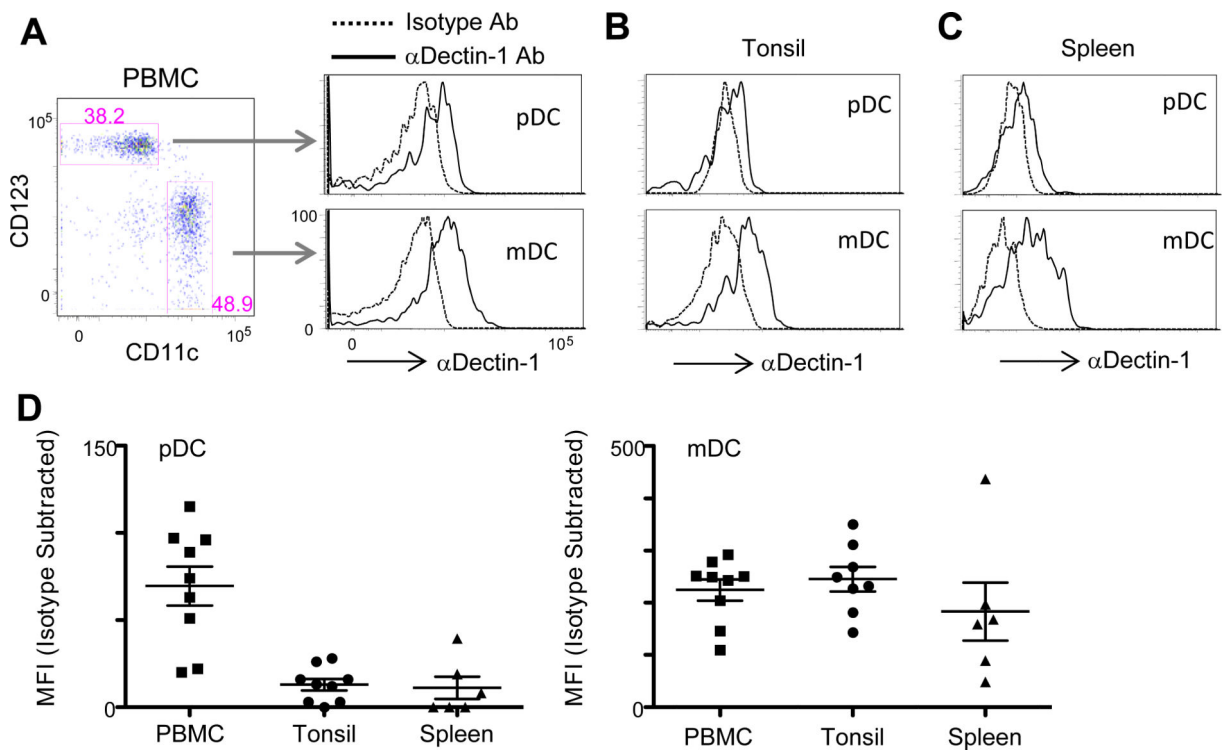 A
Isotype Ab
αDectin-1 Ab
PBMC
10⁵
38.2
CD123
0
48.9
0
10⁵
CD11c
pDC
100
mDC
0
0
10⁵
αDectin-1
B
Tonsil
pDC
mDC
αDectin-1
C
Spleen
pDC
mDC
αDectin-1
D
MFI (Isotype Subtracted)
150
pDC
0
PBMC Tonsil Spleen
MFI (Isotype Subtracted)
500
mDC
0
PBMC Tonsil Spleen